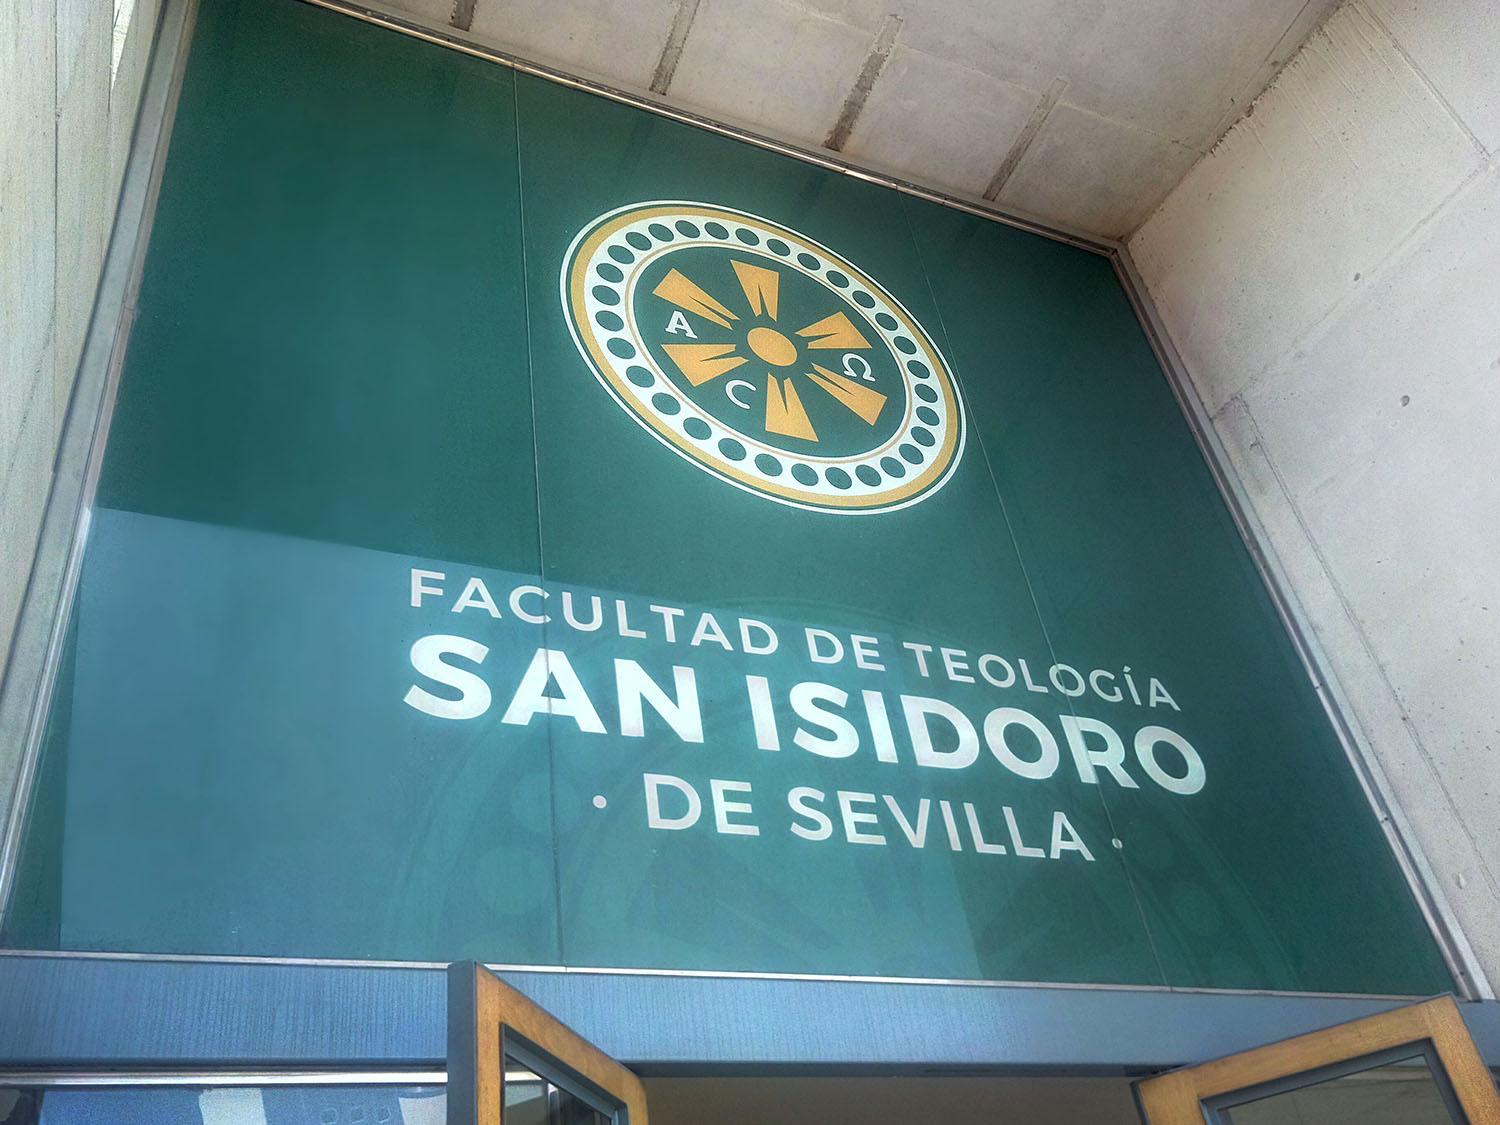 Α Ω
C
FACULTAD DE TEOLOGÍA
SAN ISIDORO
· DE SEVILLA ·